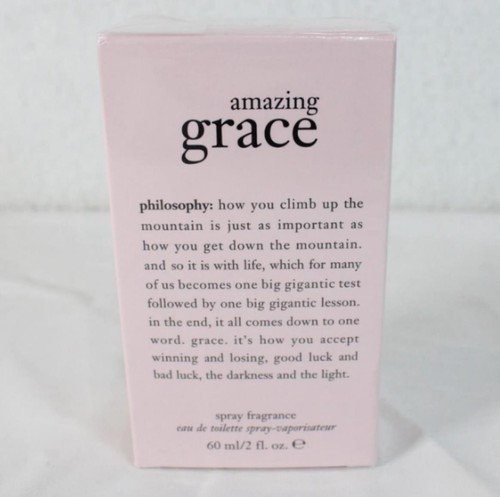 amazing
grace
philosophy: how you climb up the
mountain is just as important as
how you get down the mountain.
and so it is with life, which for many
of us becomes one big gigantic test
followed by one big gigantic lesson.
in the end, it all comes down to one
word. grace. it's how you accept
winning and losing, good luck and
bad luck, the darkness and the light.
spray fragrance
eau de toilette spray-vaporisateur
60 ml/2 fl. oz. ℮